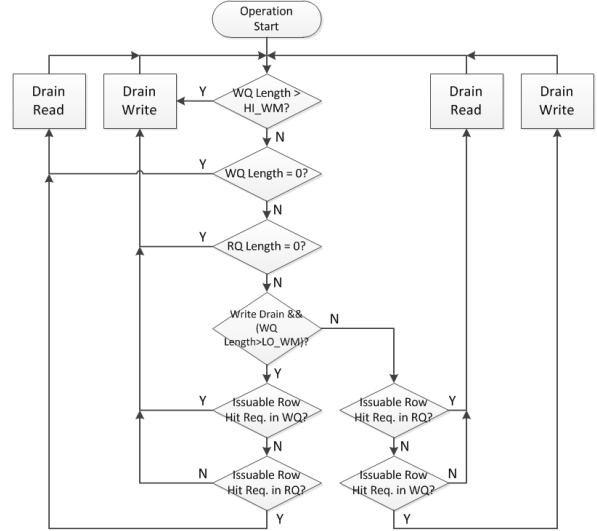 Operation
Start
Drain
Read
Drain
Write
Y
WQ Length >
HI_WM?
Drain
Read
Drain
Write
N
Y
WQ Length = 0?
N
Y
RQ Length = 0?
N
Write Drain &&
(WQ
Length>LO_WM)?
N
Y
Y
Issuable Row
Hit Req. in WQ?
Issuable Row
Hit Req. in RQ?
Y
N
N
N
Issuable Row
Hit Req. in RQ?
Issuable Row
Hit Req. in WQ?
N
Y
Y